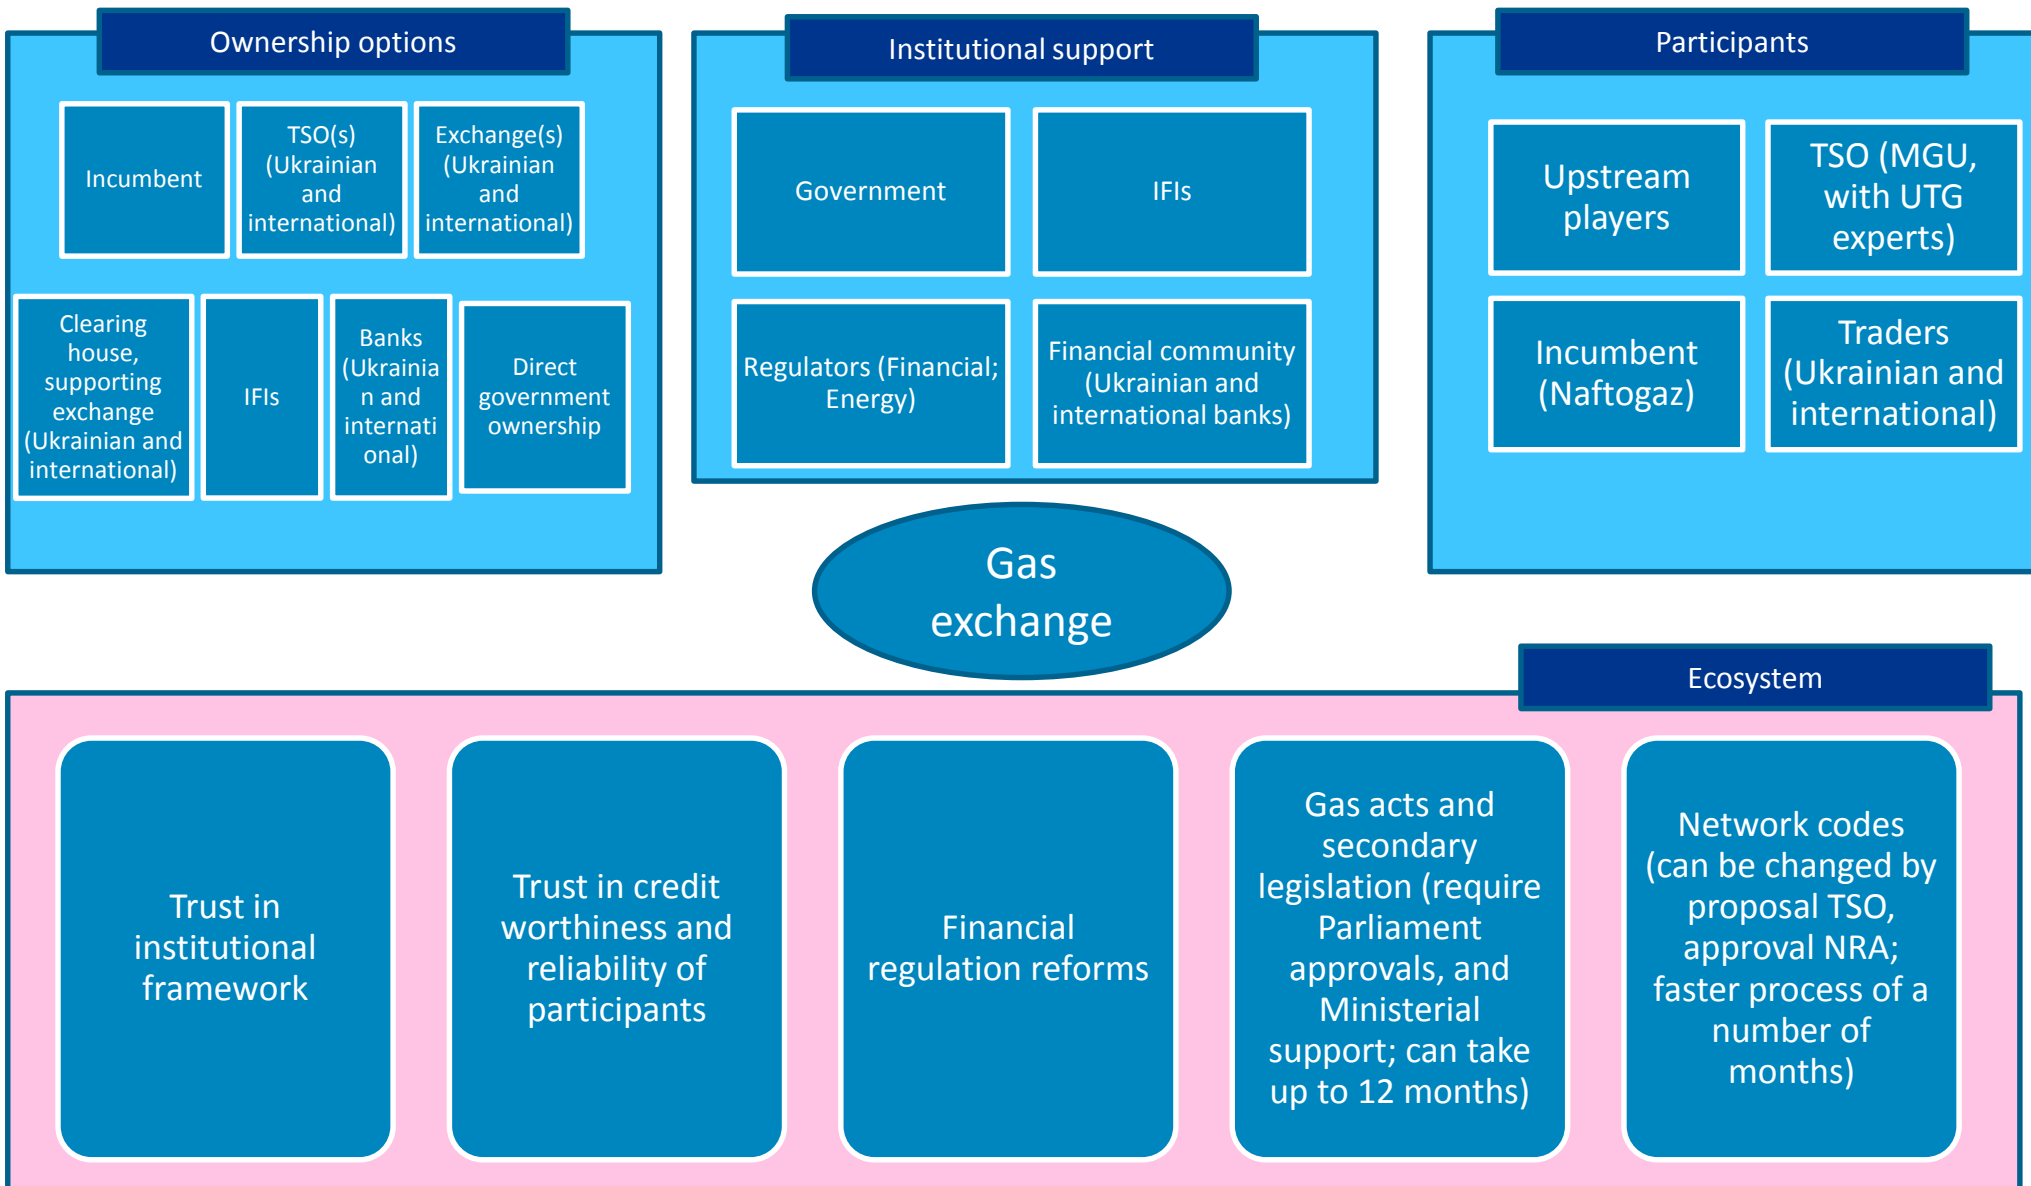 Ownership options
Incumbent
TSO(s)
(Ukrainian
and
international)
Exchange(s)
(Ukrainian
and
international)
Clearing
house,
supporting
exchange
(Ukrainian and
international)
IFIs
Banks
(Ukrainia
n and
internati
onal)
Direct
government
ownership
Institutional support
Government
IFIs
Regulators (Financial;
Energy)
Financial community
(Ukrainian and
international banks)
Participants
Upstream
players
TSO (MGU,
with UTG
experts)
Incumbent
(Naftogaz)
Traders
(Ukrainian and
international)
Gas
exchange
Ecosystem
Trust in
institutional
framework
Trust in credit
worthiness and
reliability of
participants
Financial
regulation reforms
Gas acts and
secondary
legislation (require
Parliament
approvals, and
Ministerial
support; can take
up to 12 months)
Network codes
(can be changed by
proposal TSO,
approval NRA;
faster process of a
number of
months)